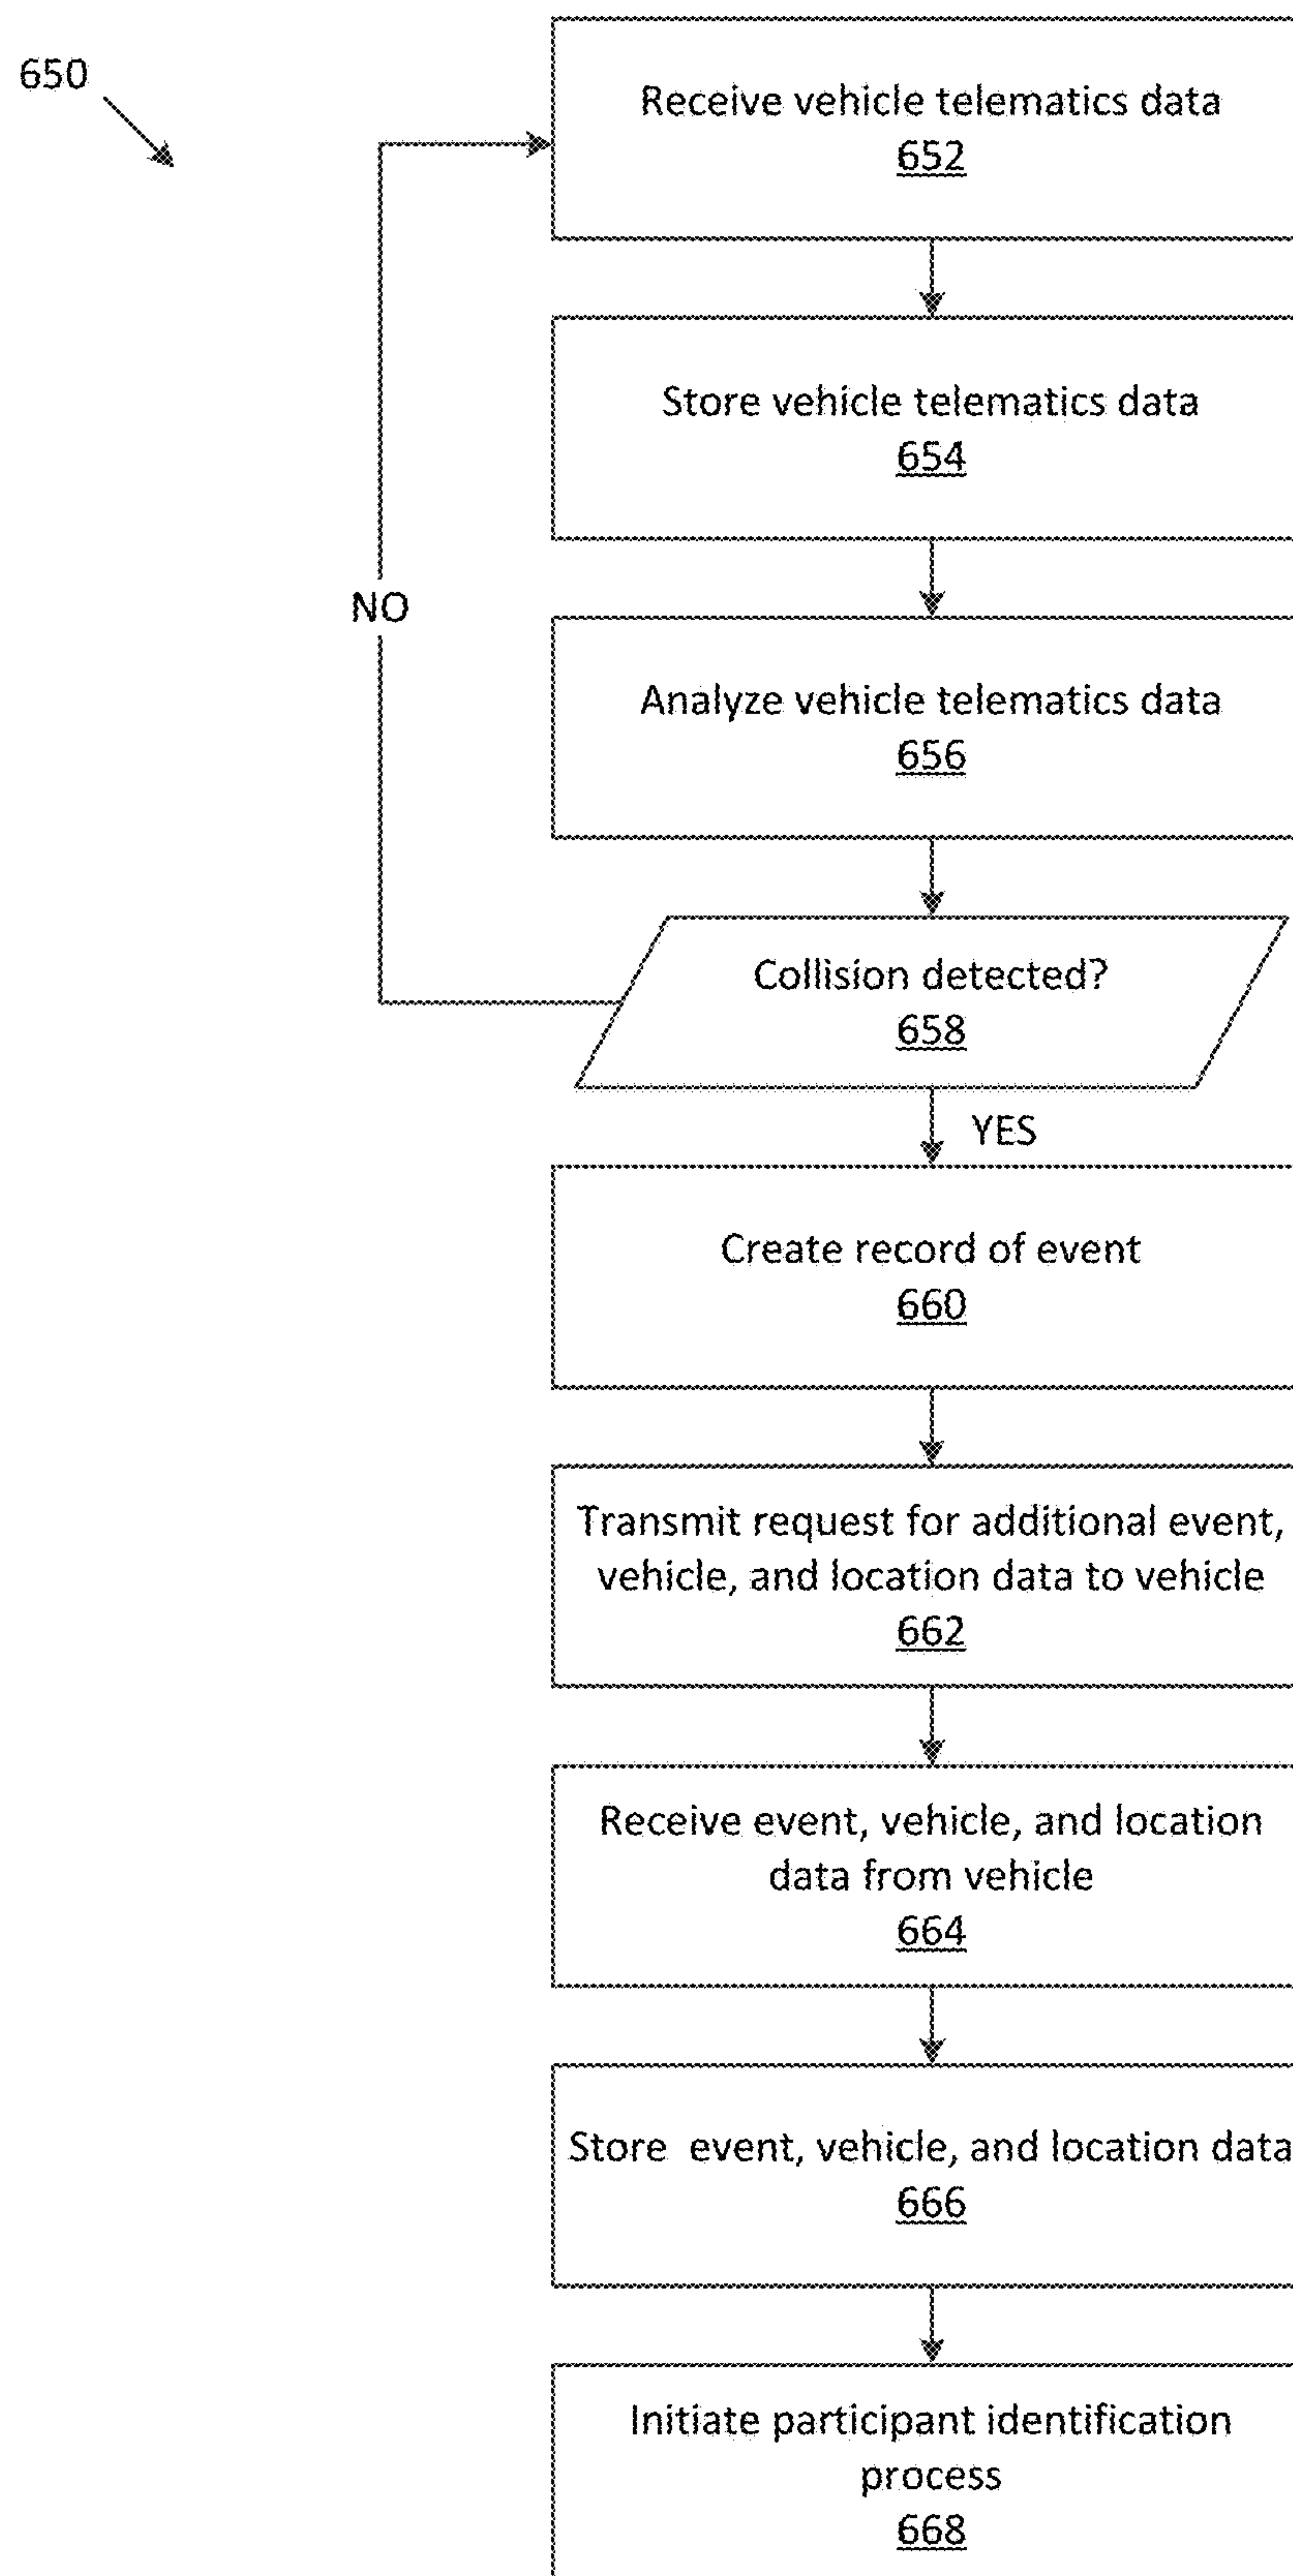 650
Receive vehicle telematics data
652
Store vehicle telematics data
654
NO
Analyze vehicle telematics data
656
Collision detected?
658
YES
Create record of event
660
Transmit request for additional event,
vehicle, and location data to vehicle
662
Receive event, vehicle, and location
data from vehicle
664
Store event, vehicle, and location data
666
Initiate participant identification
process
668